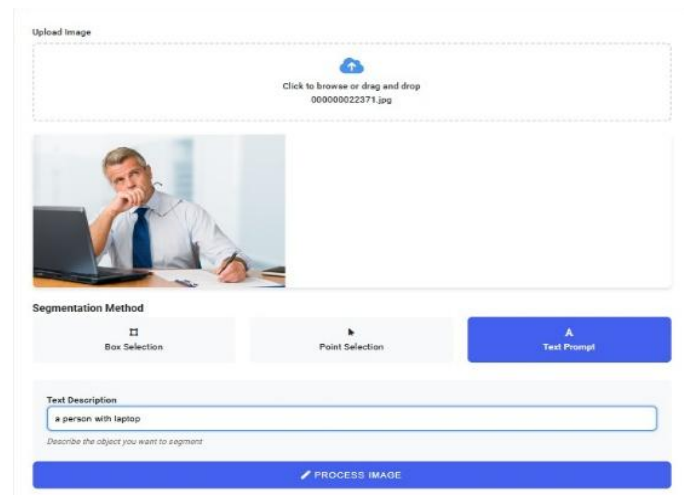 Upload Image
Click to browse or drag and drop
000000022371.jpg
Segmentation Method
Box Selection
Point Selection
A
Text Prompt
Text Description
a person with laptop
Describe the object you want to segment
PROCESS IMAGE